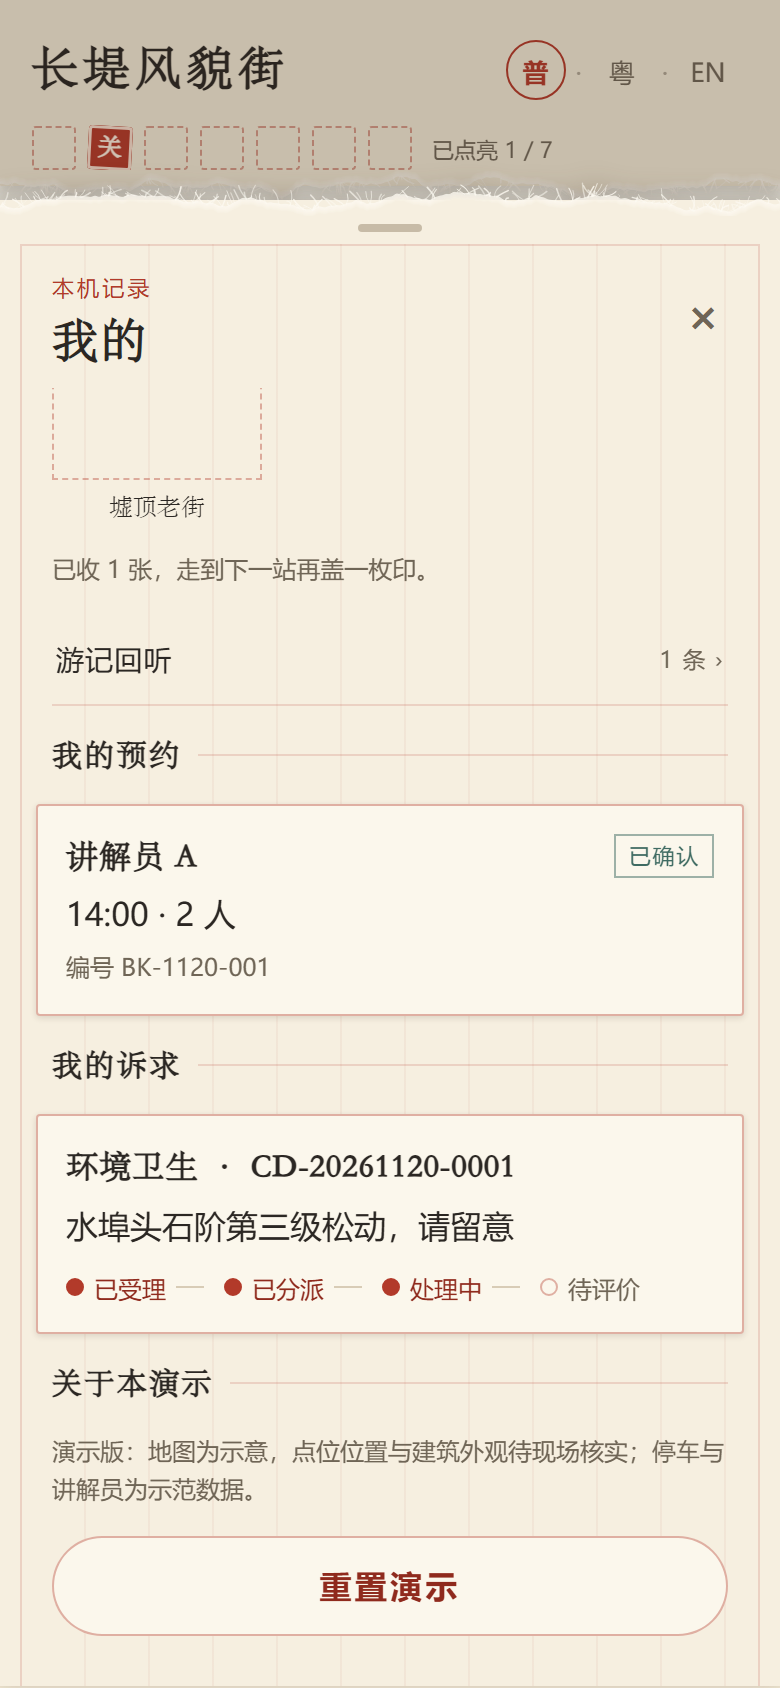 长堤风貌街
普 · 粤 · EN
关
已点亮 1 / 7
本机记录
我的
墟顶老街
已收 1 张，走到下一站再盖一枚印。
游记回听
1 条 ›
我的预约
讲解员 A
已确认
14:00 · 2 人
编号 BK-1120-001
我的诉求
环境卫生 · CD-20261120-0001
水埠头石阶第三级松动，请留意
已受理 已分派 处理中 待评价
关于本演示
演示版：地图为示意，点位位置与建筑外观待现场核实；停车与
讲解员为示范数据。
重置演示